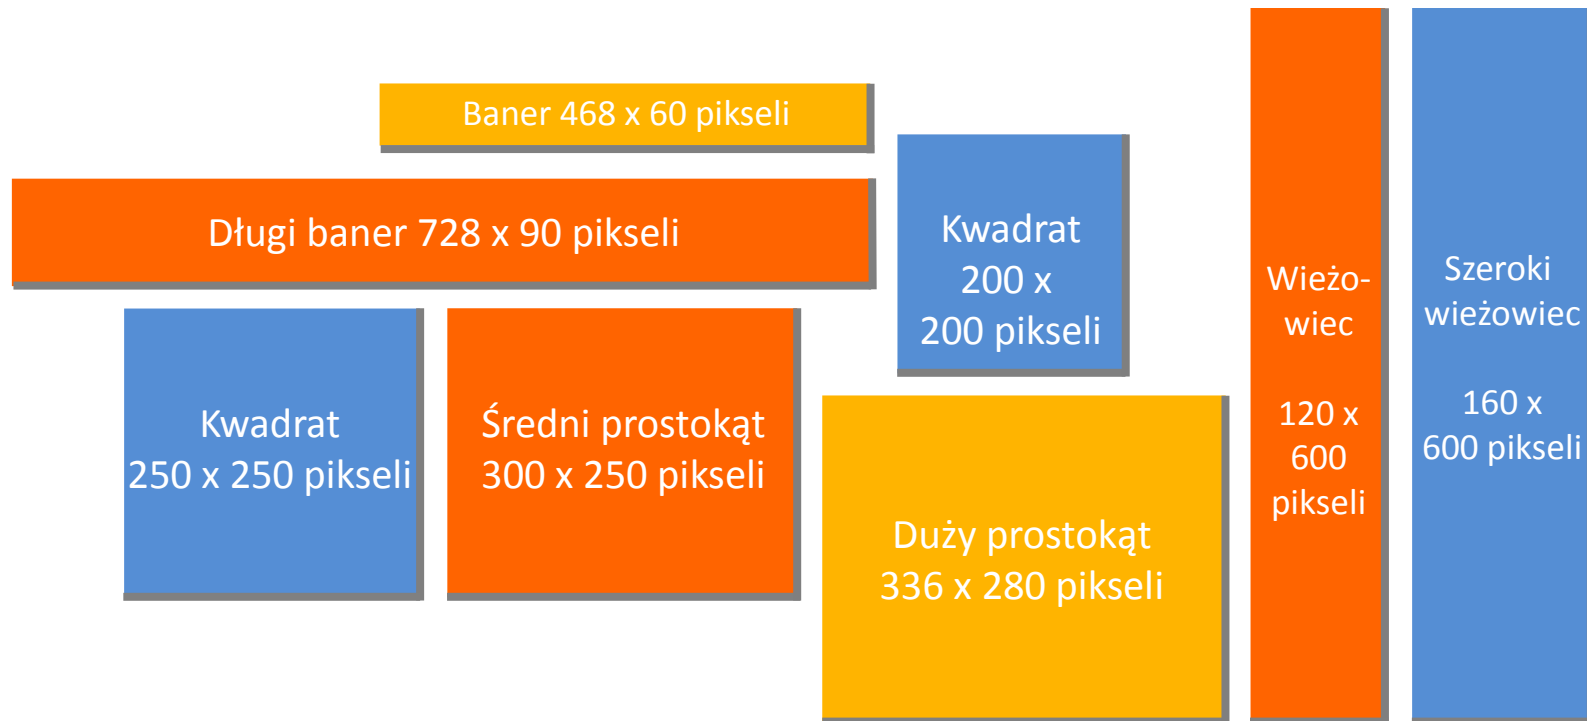 Baner 468 x 60 pikseli
Długi baner 728 x 90 pikseli
Kwadrat
200 x
200 pikseli
Kwadrat
250 x 250 pikseli
Średni prostokąt
300 x 250 pikseli
Duży prostokąt
336 x 280 pikseli
Wieżo-
wiec
120 x
600
pikseli
Szeroki
wieżowiec
160 x
600 pikseli